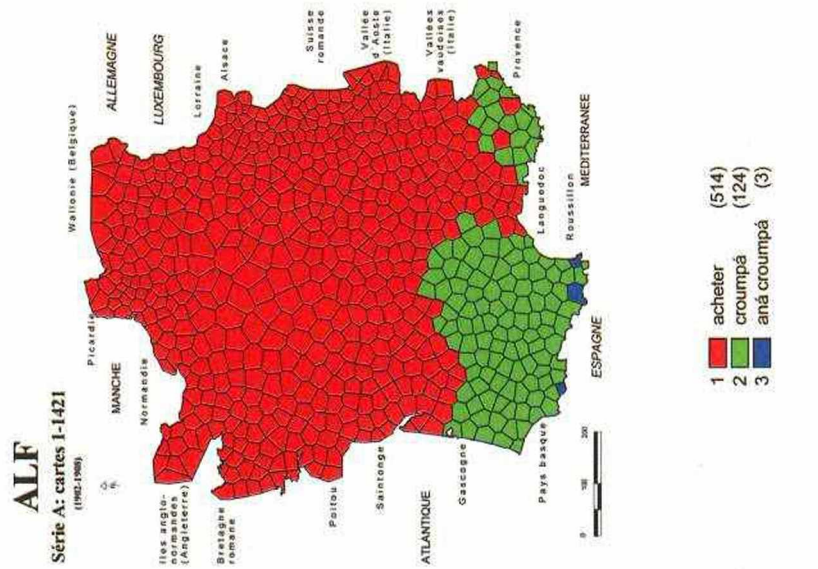 ALF
Série A: cartes 1-1421
(1902-1908)
Wallonie (Belgique)
ALLEMAGNE
LUXEMBOURG
Lorraine
Alsace
Suisse
romande
Vallée
d'Aoste
(Italie)
Vallées
vaudoises
(Italie)
Provence
Picardie
MANCHE
Normandie
Iles anglo-
normandes
(Angleterre)
Bretagne
romane
Poitou
Saintonge
ATLANTIQUE
Gascogne
Pays basque
ESPAGNE
Languedoc
Roussillon
MEDITERRANEE
0 100 200
1 acheter (514)
2 croumpá (124)
3 aná croumpá (3)